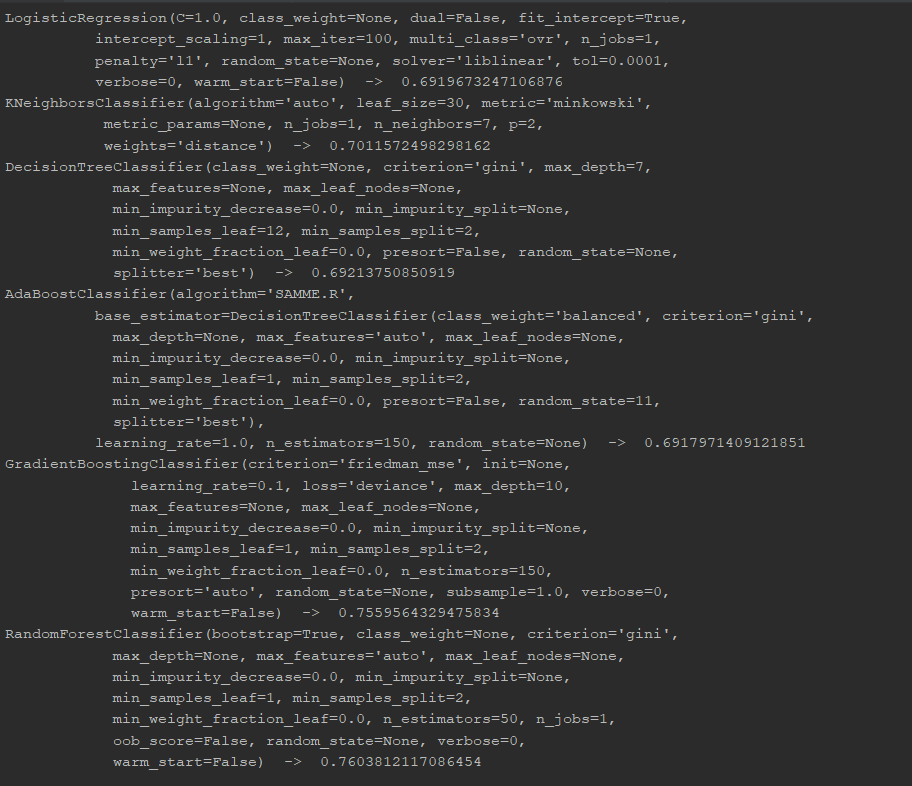 LogisticRegression(C=1.0, class_weight=None, dual=False, fit_intercept=True,
intercept_scaling=1, max_iter=100, multi_class='ovr', n_jobs=1,
penalty='l1', random_state=None, solver='liblinear', tol=0.0001,
verbose=0, warm_start=False)  ->  0.6919673247106876
KNeighborsClassifier(algorithm='auto', leaf_size=30, metric='minkowski',
metric_params=None, n_jobs=1, n_neighbors=7, p=2,
weights='distance')  ->  0.7011572498298162
DecisionTreeClassifier(class_weight=None, criterion='gini', max_depth=7,
max_features=None, max_leaf_nodes=None,
min_impurity_decrease=0.0, min_impurity_split=None,
min_samples_leaf=12, min_samples_split=2,
min_weight_fraction_leaf=0.0, presort=False, random_state=None,
splitter='best')  ->  0.69213750850919
AdaBoostClassifier(algorithm='SAMME.R',
base_estimator=DecisionTreeClassifier(class_weight='balanced', criterion='gini',
max_depth=None, max_features='auto', max_leaf_nodes=None,
min_impurity_decrease=0.0, min_impurity_split=None,
min_samples_leaf=1, min_samples_split=2,
min_weight_fraction_leaf=0.0, presort=False, random_state=11,
splitter='best'),
learning_rate=1.0, n_estimators=150, random_state=None)  ->  0.6917971409121851
GradientBoostingClassifier(criterion='friedman_mse', init=None,
learning_rate=0.1, loss='deviance', max_depth=10,
max_features=None, max_leaf_nodes=None,
min_impurity_decrease=0.0, min_impurity_split=None,
min_samples_leaf=1, min_samples_split=2,
min_weight_fraction_leaf=0.0, n_estimators=150,
presort='auto', random_state=None, subsample=1.0, verbose=0,
warm_start=False)  ->  0.7559564329475834
RandomForestClassifier(bootstrap=True, class_weight=None, criterion='gini',
max_depth=None, max_features='auto', max_leaf_nodes=None,
min_impurity_decrease=0.0, min_impurity_split=None,
min_samples_leaf=1, min_samples_split=2,
min_weight_fraction_leaf=0.0, n_estimators=50, n_jobs=1,
oob_score=False, random_state=None, verbose=0,
warm_start=False)  ->  0.7603812117086454